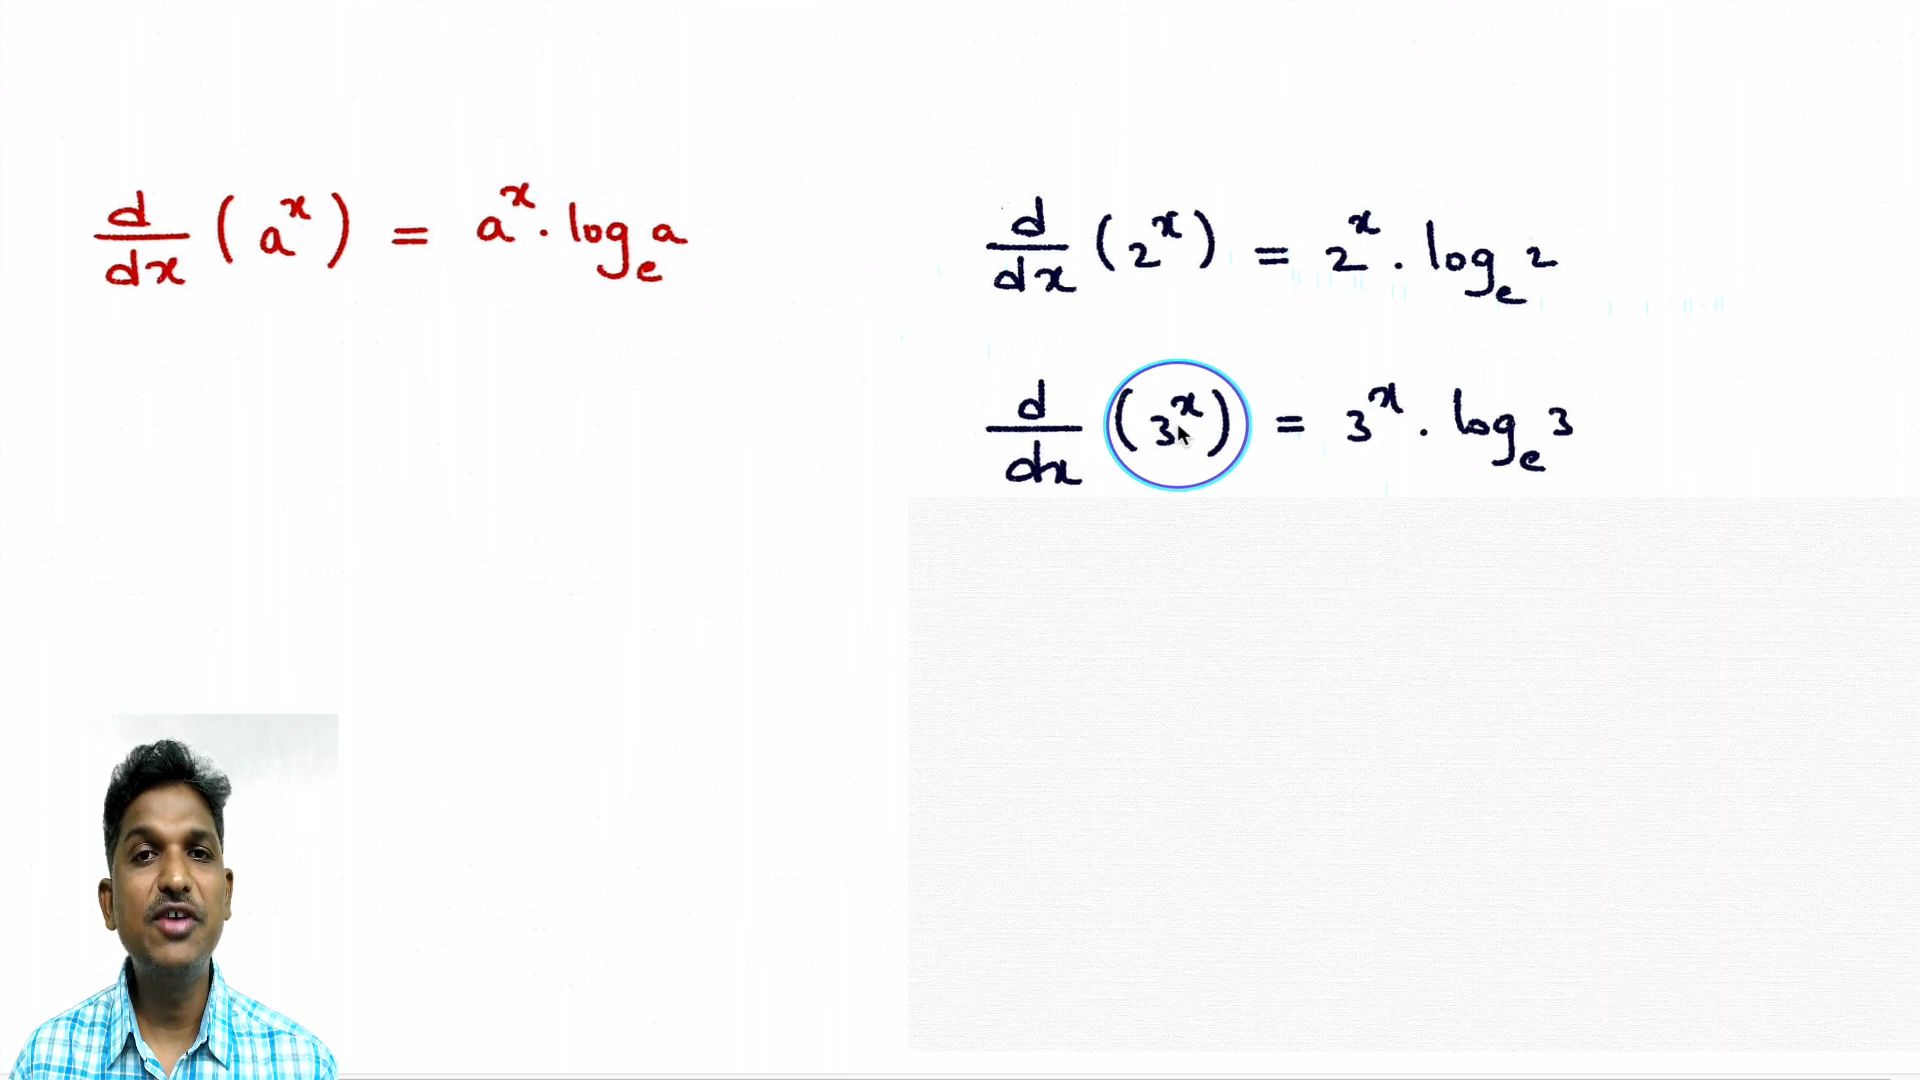 d/dx (a^x) = a^x . log_e a
d/dx (2^x) = 2^x . log_e 2
d/dx (3^x) = 3^x . log_e 3